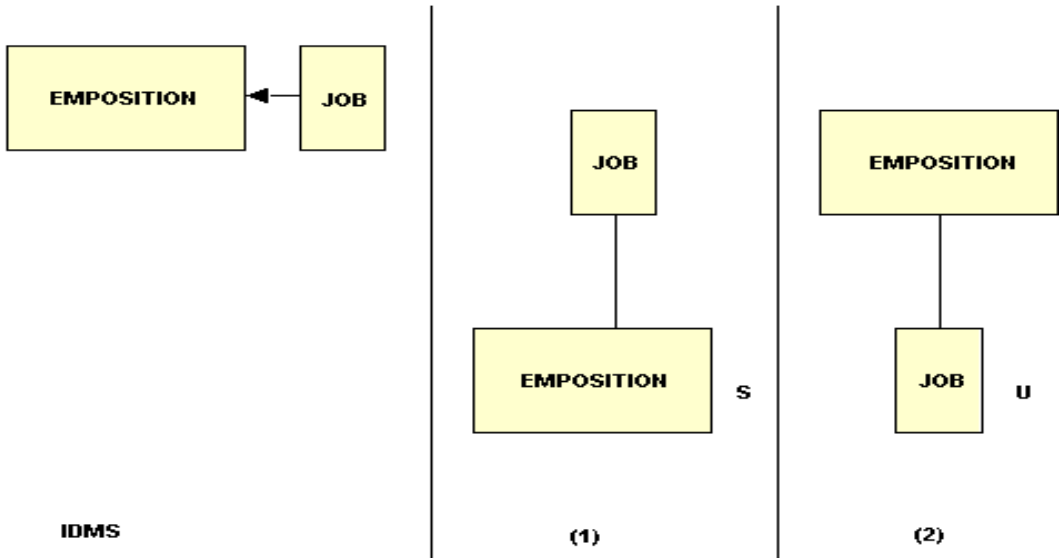 EMPOSITION
JOB
IDMS
JOB
EMPOSITION
S
(1)
EMPOSITION
JOB
U
(2)